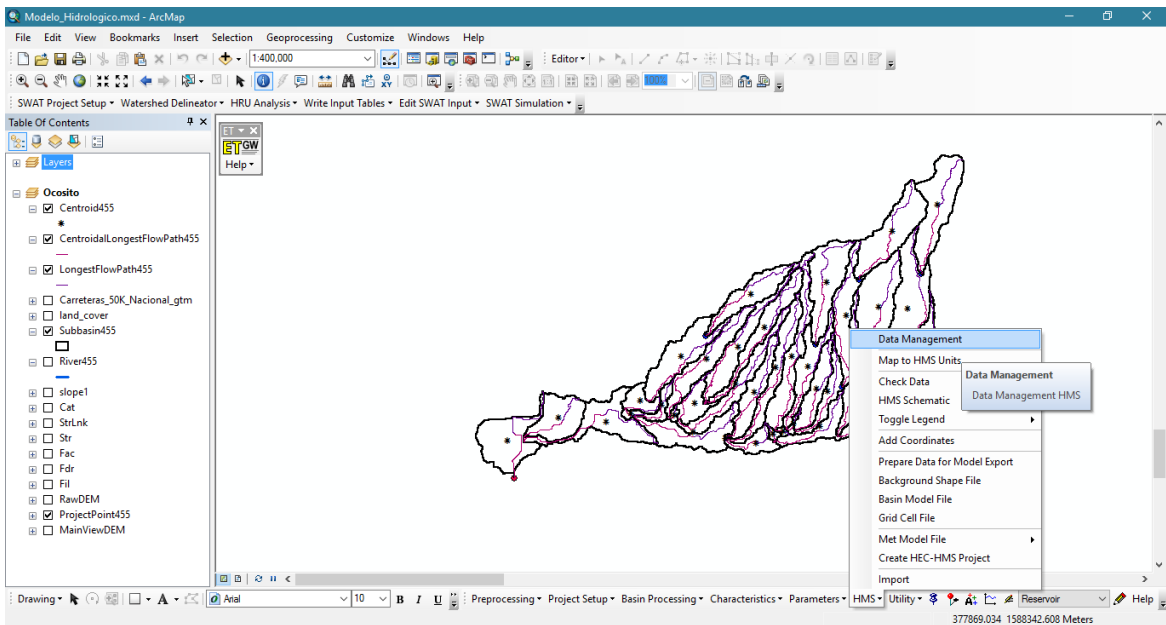 Modelo_Hidrologico.mxd - ArcMap
File Edit View Bookmarks Insert Selection Geoprocessing Customize Windows Help
1:400,000
Editor
100%
SWAT Project Setup Watershed Delineator HRU Analysis Write Input Tables Edit SWAT Input SWAT Simulation
Table Of Contents
Layers
Ocosito
Centroid455
CentroidalLongestFlowPath455
LongestFlowPath455
Carreteras_50K_Nacional_gtm
land_cover
Subbasin455
River455
slope1
Cat
StrLnk
Str
Fac
Fdr
Fil
RawDEM
ProjectPoint455
MainViewDEM
ET
ET GW
Help
Data Management
Map to HMS Units
Check Data
HMS Schematic
Toggle Legend
Add Coordinates
Prepare Data for Model Export
Background Shape File
Basin Model File
Grid Cell File
Met Model File
Create HEC-HMS Project
Import
Data Management
Data Management HMS
Drawing A Arial 10 B I U Preprocessing Project Setup Basin Processing Characteristics Parameters HMS Utility Reservoir Help
377869.034 1588342.608 Meters